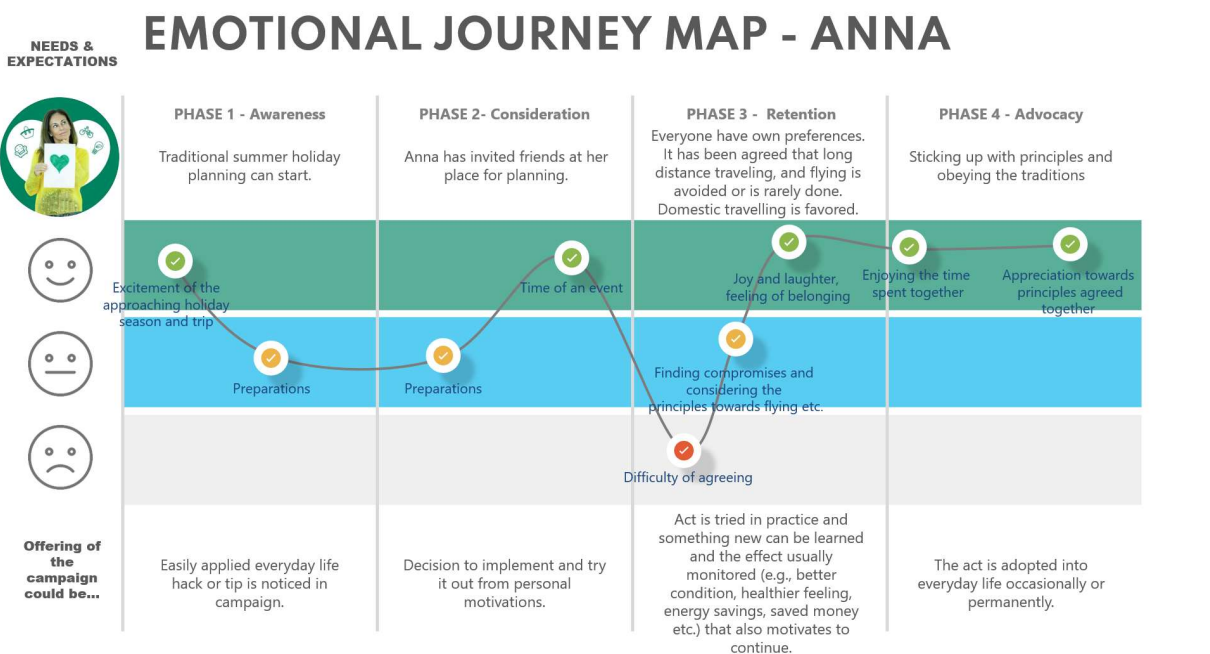 EMOTIONAL JOURNEY MAP - ANNA
NEEDS &
EXPECTATIONS
PHASE 1 - Awareness
Traditional summer holiday
planning can start.
PHASE 2- Consideration
Anna has invited friends at her
place for planning.
PHASE 3 - Retention
Everyone have own preferences.
It has been agreed that long
distance traveling, and flying is
avoided or is rarely done.
Domestic travelling is favored.
PHASE 4 - Advocacy
Sticking up with principles and
obeying the traditions
Excitement of the
approaching holiday
season and trip
Preparations
Preparations
Time of an event
Difficulty of agreeing
Finding compromises and
considering the
principles towards flying etc.
Joy and laughter,
feeling of belonging
Enjoying the time
spent together
Appreciation towards
principles agreed
together
Offering of
the
campaign
could be...
Easily applied everyday life
hack or tip is noticed in
campaign.
Decision to implement and try
it out from personal
motivations.
Act is tried in practice and
something new can be learned
and the effect usually
monitored (e.g., better
condition, healthier feeling,
energy savings, saved money
etc.) that also motivates to
continue.
The act is adopted into
everyday life occasionally or
permanently.